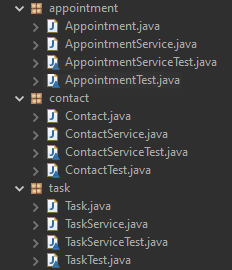 appointment
Appointment.java
AppointmentService.java
AppointmentServiceTest.java
AppointmentTest.java
contact
Contact.java
ContactService.java
ContactServiceTest.java
ContactTest.java
task
Task.java
TaskService.java
TaskServiceTest.java
TaskTest.java